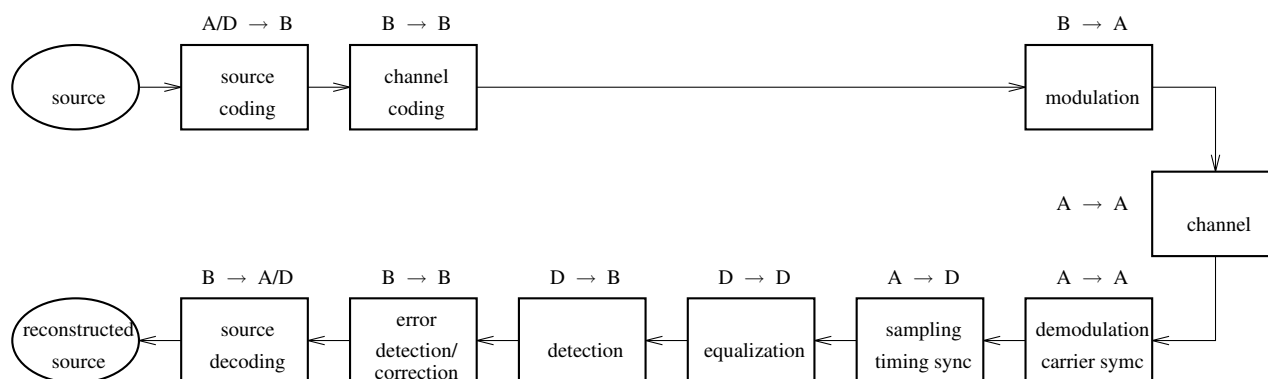 A/D → B
B → B
B → A
source
source
coding
channel
coding
modulation
A → A
channel
B → A/D
B → B
D → B
D → D
A → D
A → A
reconstructed
source
source
decoding
error
detection/
correction
detection
equalization
sampling
timing sync
demodulation
carrier symc